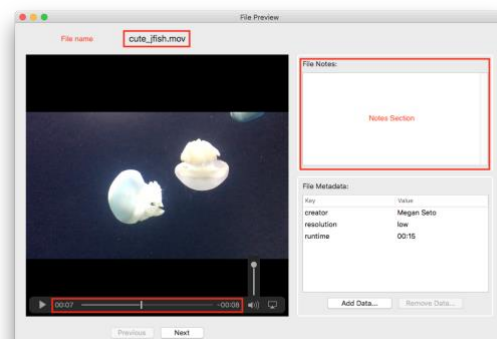 File Preview
File name cute_jfish.mov
File Notes:
Notes Section
00:07 -00:08
File Metadata:
Key Value
creator Megan Seto
resolution low
runtime 00:15
Add Data... Remove Data...
Previous Next